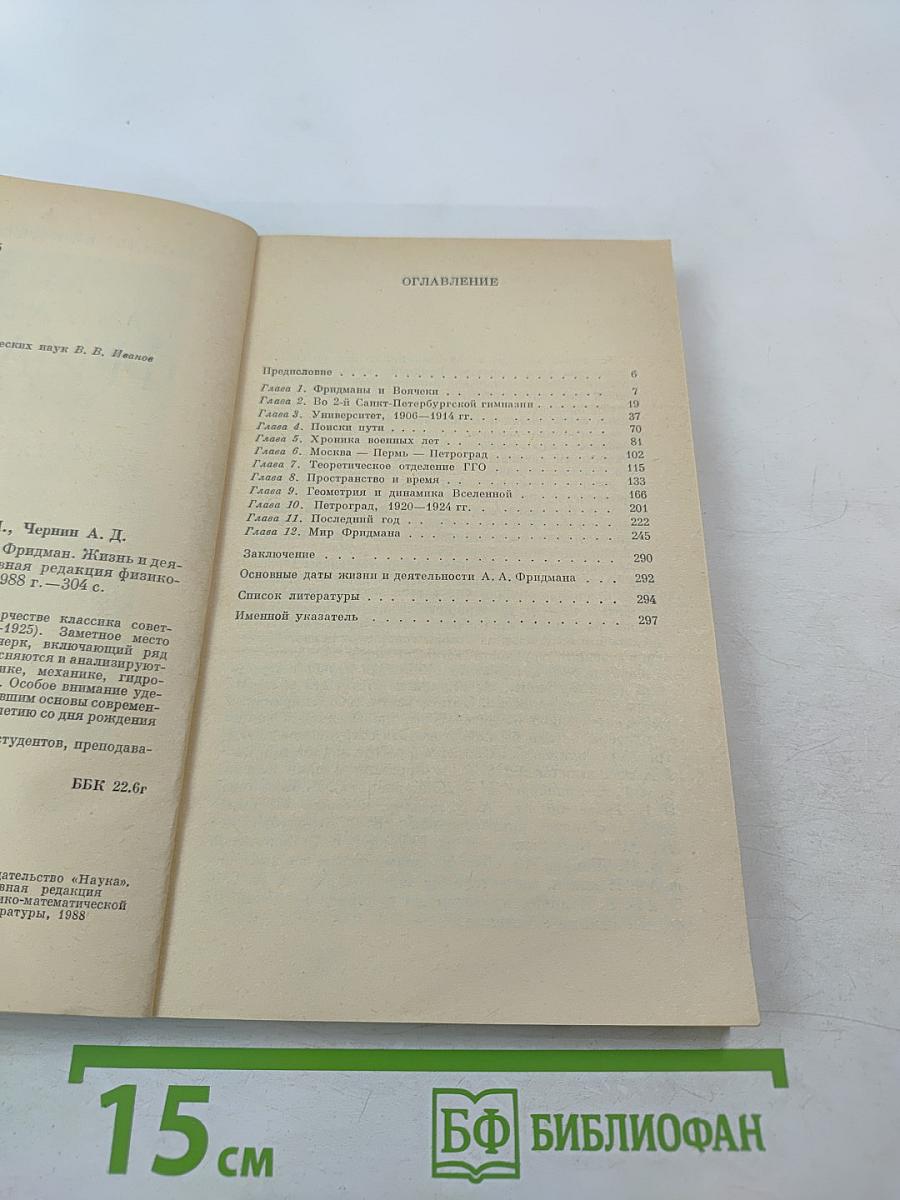 еских наук В. В. Иванов
Чернин А. Д.
Фридман. Жизнь и дея-
вная редакция физико-
988 г.—304 с.
рчестве классика совет-
-1925). Заметное место
черк, включающий ряд
сняются и анализируют-
ике, механике, гидро-
. Особое внимание уде-
вшим основы современ-
летию со дня рождения
студентов, преподава-
ББК 22.6г
дательство «Наука».
вная редакция
ико-математической
ратуры, 1988
ОГЛАВЛЕНИЕ
Предисловие . . . . . . . . . . . . . . . . . . . . 6
Глава 1. Фридманы и Воячеки . . . . . . . . . . . . 7
Глава 2. Во 2-й Санкт-Петербургской гимназии . . . . . . 19
Глава 3. Университет, 1906—1914 гг. . . . . . . . . . . 37
Глава 4. Поиски пути . . . . . . . . . . . . . . . . 70
Глава 5. Хроника военных лет . . . . . . . . . . . . 81
Глава 6. Москва — Пермь — Петроград . . . . . . . . . 102
Глава 7. Теоретическое отделение ГГО . . . . . . . . . 115
Глава 8. Пространство и время . . . . . . . . . . . . 133
Глава 9. Геометрия и динамика Вселенной . . . . . . . 166
Глава 10. Петроград, 1920—1924 гг. . . . . . . . . . . 201
Глава 11. Последний год . . . . . . . . . . . . . . . 222
Глава 12. Мир Фридмана . . . . . . . . . . . . . . . 245
Заключение . . . . . . . . . . . . . . . . . . . . . 290
Основные даты жизни и деятельности А. А. Фридмана . . . 292
Список литературы . . . . . . . . . . . . . . . . . . 294
Именной указатель . . . . . . . . . . . . . . . . . . 297
15 см
БФ БИБЛИОФАН